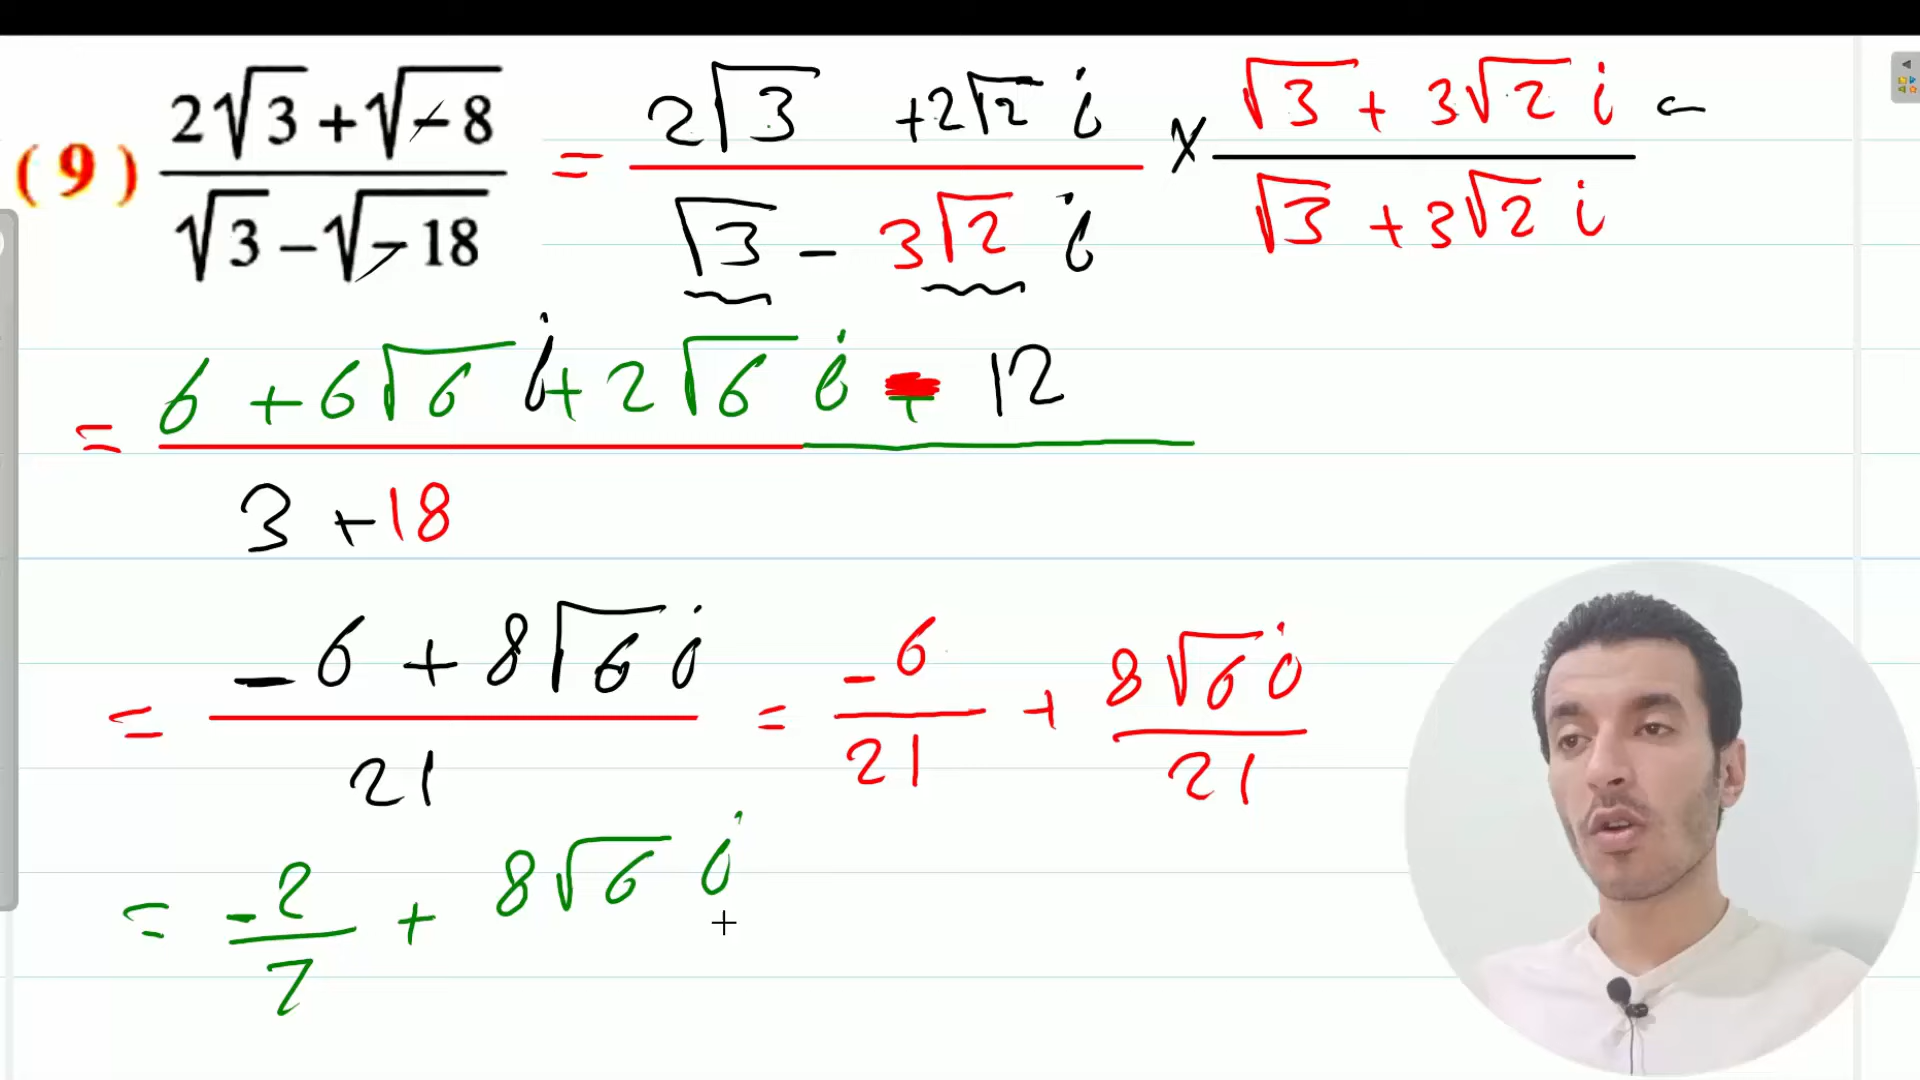 (9) (2√3 + √-8) / (√3 - √-18) = (2√3 + 2√2 i) / (√3 - 3√2 i) × (√3 + 3√2 i) / (√3 + 3√2 i)
= (6 + 6√6 i + 2√6 i - 12) / (3 + 18)
= (-6 + 8√6 i) / 21 = -6/21 + 8√6 i / 21
= -2/7 + 8√6 i